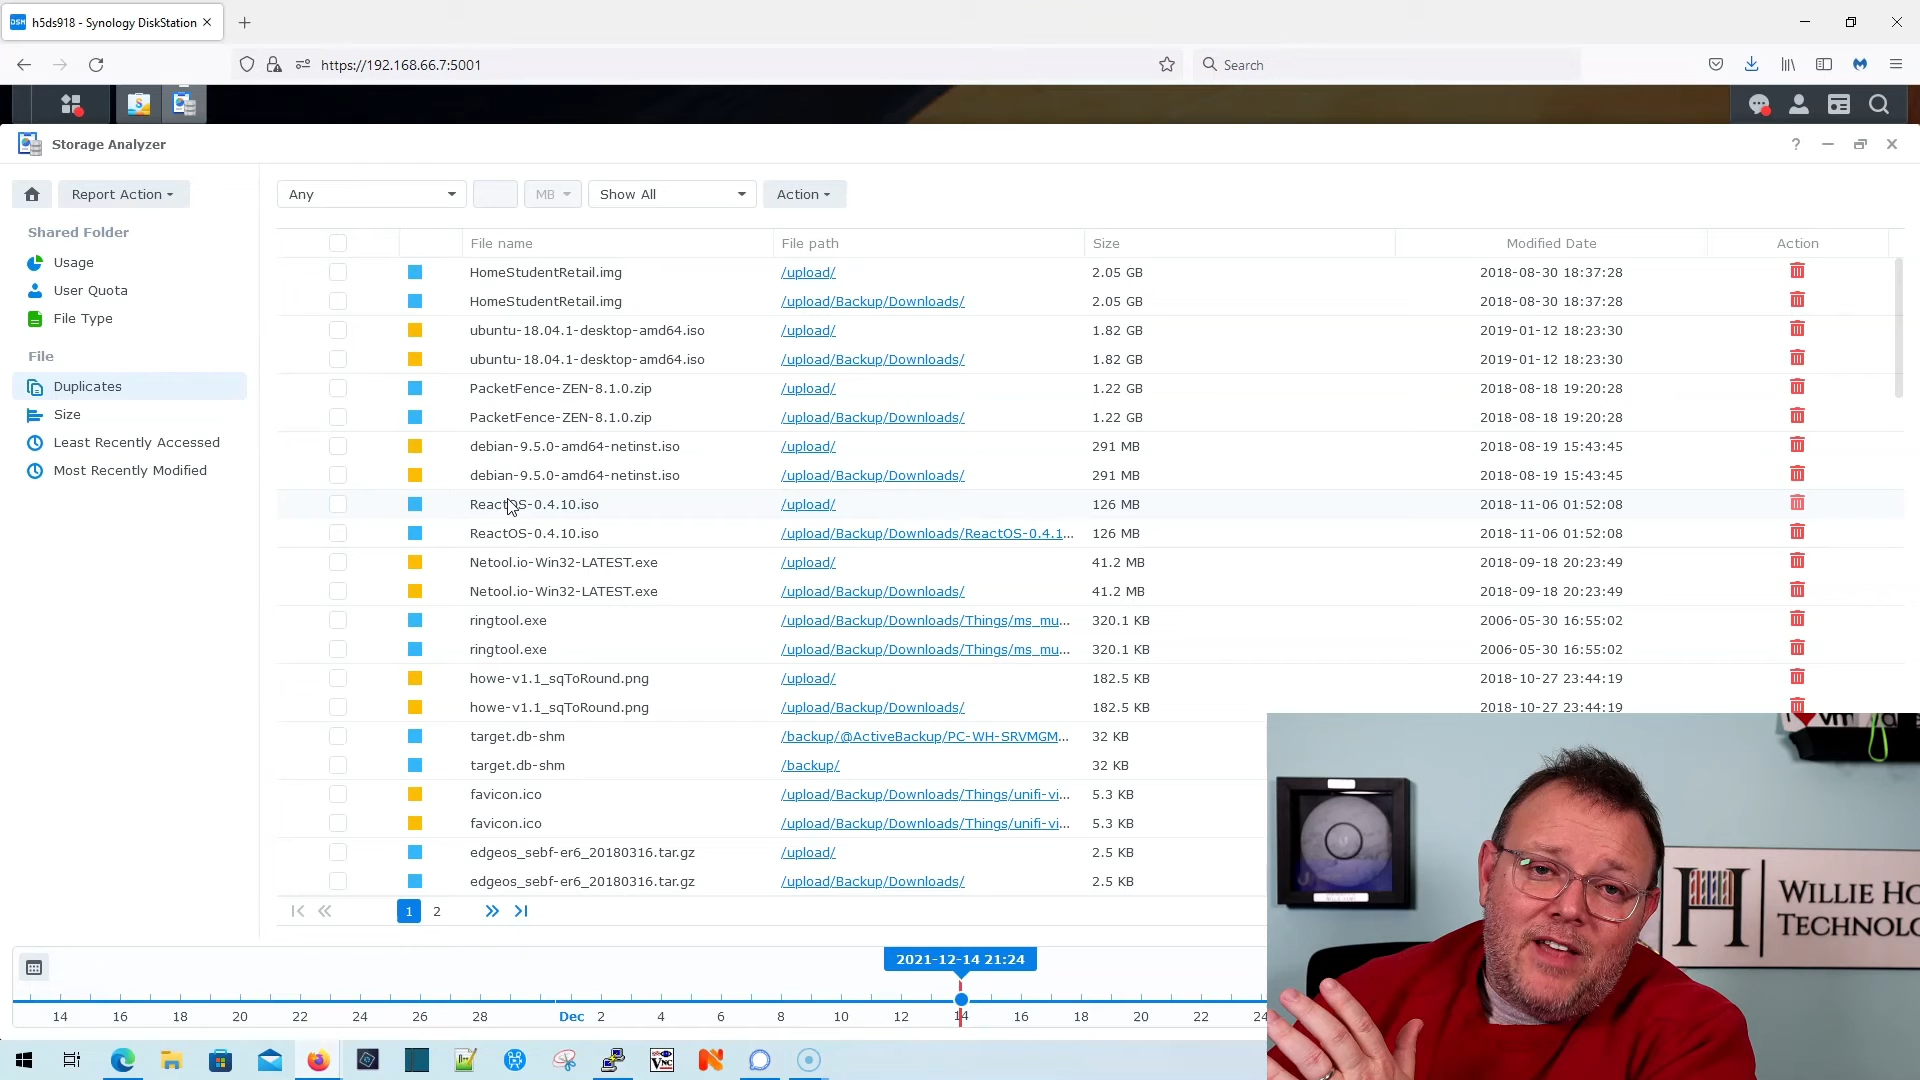 h5ds918 - Synology DiskStation
https://192.168.66.7:5001
Search
Storage Analyzer
Report Action
Any
MB
Show All
Action
Shared Folder
Usage
User Quota
File Type
File
Duplicates
Size
Least Recently Accessed
Most Recently Modified
File name File path Size Modified Date Action
HomeStudentRetail.img /upload/ 2.05 GB 2018-08-30 18:37:28
HomeStudentRetail.img /upload/Backup/Downloads/ 2.05 GB 2018-08-30 18:37:28
ubuntu-18.04.1-desktop-amd64.iso /upload/ 1.82 GB 2019-01-12 18:23:30
ubuntu-18.04.1-desktop-amd64.iso /upload/Backup/Downloads/ 1.82 GB 2019-01-12 18:23:30
PacketFence-ZEN-8.1.0.zip /upload/ 1.22 GB 2018-08-18 19:20:28
PacketFence-ZEN-8.1.0.zip /upload/Backup/Downloads/ 1.22 GB 2018-08-18 19:20:28
debian-9.5.0-amd64-netinst.iso /upload/ 291 MB 2018-08-19 15:43:45
debian-9.5.0-amd64-netinst.iso /upload/Backup/Downloads/ 291 MB 2018-08-19 15:43:45
ReactOS-0.4.10.iso /upload/ 126 MB 2018-11-06 01:52:08
ReactOS-0.4.10.iso /upload/Backup/Downloads/ReactOS-0.4.1... 126 MB 2018-11-06 01:52:08
Netool.io-Win32-LATEST.exe /upload/ 41.2 MB 2018-09-18 20:23:49
Netool.io-Win32-LATEST.exe /upload/Backup/Downloads/ 41.2 MB 2018-09-18 20:23:49
ringtool.exe /upload/Backup/Downloads/Things/ms_mu... 320.1 KB 2006-05-30 16:55:02
ringtool.exe /upload/Backup/Downloads/Things/ms_mu... 320.1 KB 2006-05-30 16:55:02
howe-v1.1_sqToRound.png /upload/ 182.5 KB 2018-10-27 23:44:19
howe-v1.1_sqToRound.png /upload/Backup/Downloads/ 182.5 KB 2018-10-27 23:44:19
target.db-shm /backup/@ActiveBackup/PC-WH-SRVMGM... 32 KB
target.db-shm /backup/ 32 KB
favicon.ico /upload/Backup/Downloads/Things/unifi-vi... 5.3 KB
favicon.ico /upload/Backup/Downloads/Things/unifi-vi... 5.3 KB
edgeos_sebf-er6_20180316.tar.gz /upload/ 2.5 KB
edgeos_sebf-er6_20180316.tar.gz /upload/Backup/Downloads/ 2.5 KB
1 2
2021-12-14 21:24
14 16 18 20 22 24 26 28 Dec 2 4 6 8 10 12 14 16 18 20 22 24
WILLIE HO
TECHNOLO